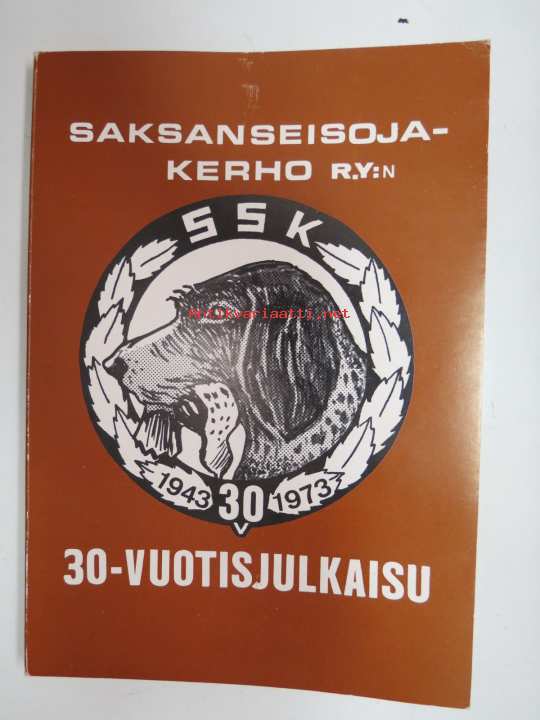 SAKSANSEISOJA-
KERHO R.Y:N
SSK
Antikvariaatti.net
1943 30 1973
V
30-VUOTISJULKAISU